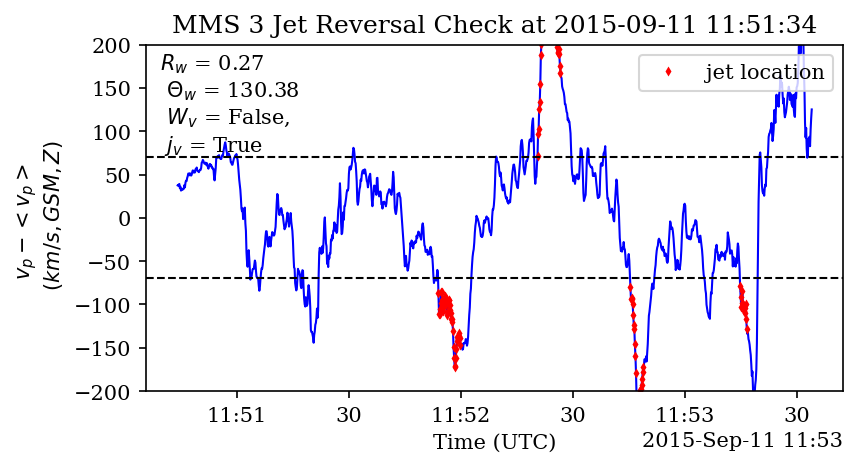 MMS 3 Jet Reversal Check at 2015-09-11 11:51:34
R_w = 0.27
Θ_w = 130.38
W_v = False,
j_v = True
jet location
v_p − < v_p >
(km/s, GSM, Z)
200
150
100
50
0
−50
−100
−150
−200
11:51
30
11:52
30
11:53
30
Time (UTC)
2015-Sep-11 11:53